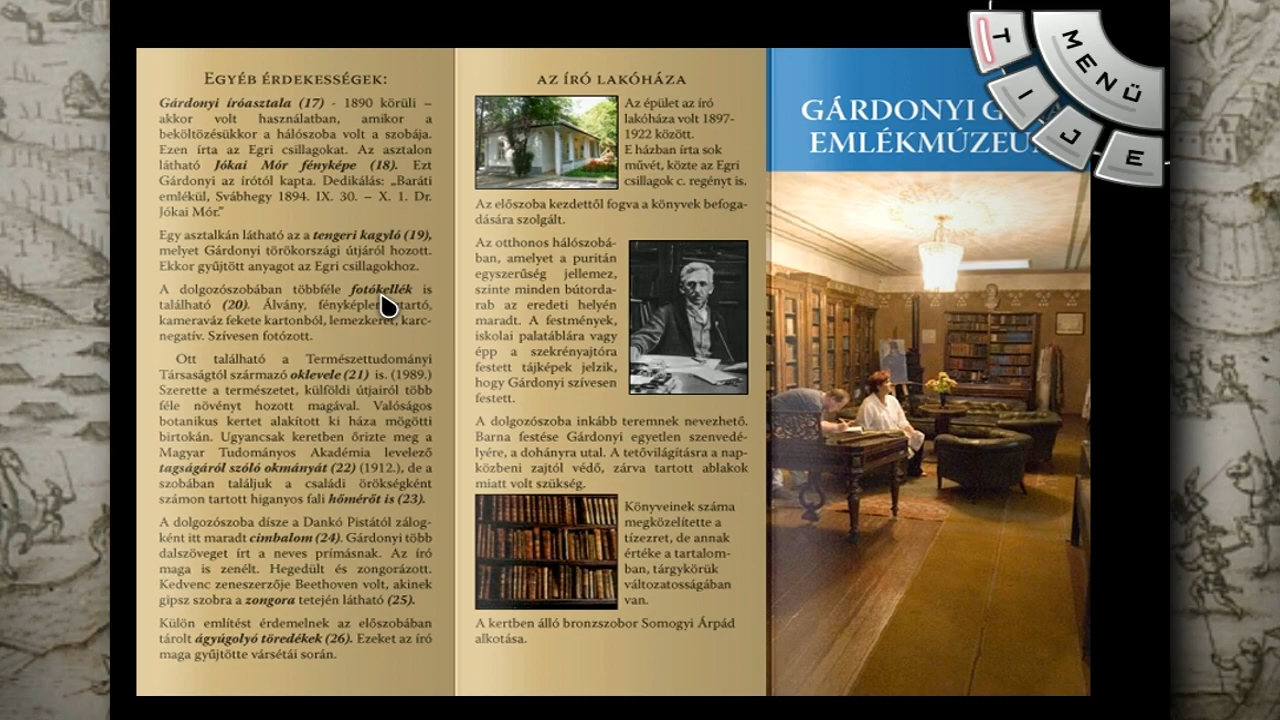 EGYÉB ÉRDEKESSÉGEK:
Gárdonyi íróasztala (17) - 1890 körüli –
akkor volt használatban, amikor a
beköltözésükkor a hálószoba volt a szobája.
Ezen írta az Egri csillagokat. Az asztalon
látható Jókai Mór fényképe (18). Ezt
Gárdonyi az írótól kapta. Dedikálás: „Baráti
emlékül, Svábhegy 1894. IX. 30. – X. 1. Dr.
Jókai Mór.”
Egy asztalkán látható az a tengeri kagyló (19),
melyet Gárdonyi törökországi útjáról hozott.
Ekkor gyűjtött anyagot az Egri csillagokhoz.
A dolgozószobában többféle fotókellék is
található (20). Álvány, tartó,
kameraváz fekete kartonból, lemezkeret, karc-
negatív. Szívesen fotózott.
Ott található a Természettudományi
Társaságtól származó oklevele (21) is. (1989.)
Szerette a természetet, külföldi útjairól több
féle növényt hozott magával. Valóságos
botanikus kertet alakított ki háza mögötti
birtokán. Ugyancsak keretben őrizte meg a
Magyar Tudományos Akadémia levelező
tagságáról szóló okmányát (22) (1912.), de a
szobában találjuk a családi örökségként
számon tartott higanyos fali hőmérőt is (23).
A dolgozószoba dísze a Dankó Pistától zálog-
ként itt maradt cimbalom (24). Gárdonyi több
dalszöveget írt a neves prímásnak. Az író
maga is zenélt. Hegedült és zongorázott.
Kedvenc zeneszerzője Beethoven volt, akinek
gipsz szobra a zongora tetején látható (25).
Külön említést érdemelnek az előszobában
tárolt ágyúgolyó töredékek (26). Ezeket az író
maga gyűjtötte vársétái során.
AZ ÍRÓ LAKÓHÁZA
Az épület az író
lakóháza volt 1897-
1922 között.
E házban írta sok
művét, közte az Egri
csillagok c. regényt is.
Az előszoba kezdettől fogva a könyvek befoga-
dására szolgált.
Az otthonos hálószobá-
ban, amelyet a puritán
egyszerűség jellemez,
szinte minden bútorda-
rab az eredeti helyén
maradt. A festmények,
iskolai palatáblára vagy
épp a szekrényajtóra
festett tájképek jelzik,
hogy Gárdonyi szívesen
festett.
A dolgozószoba inkább teremnek nevezhető.
Barna festése Gárdonyi egyetlen szenvedé-
lyére, a dohányra utal. A tetővilágításra a nap-
közbeni zajtól védő, zárva tartott ablakok
miatt volt szükség.
Könyveinek száma
megközelítette a
tízezret, de annak
értéke a tartalom-
ban, tárgykörük
változatosságában
van.
A kertben álló bronzszobor Somogyi Árpád
alkotása.
GÁRDONYI G
EMLÉKMÚZEU
MENÜ
T
I
J
E